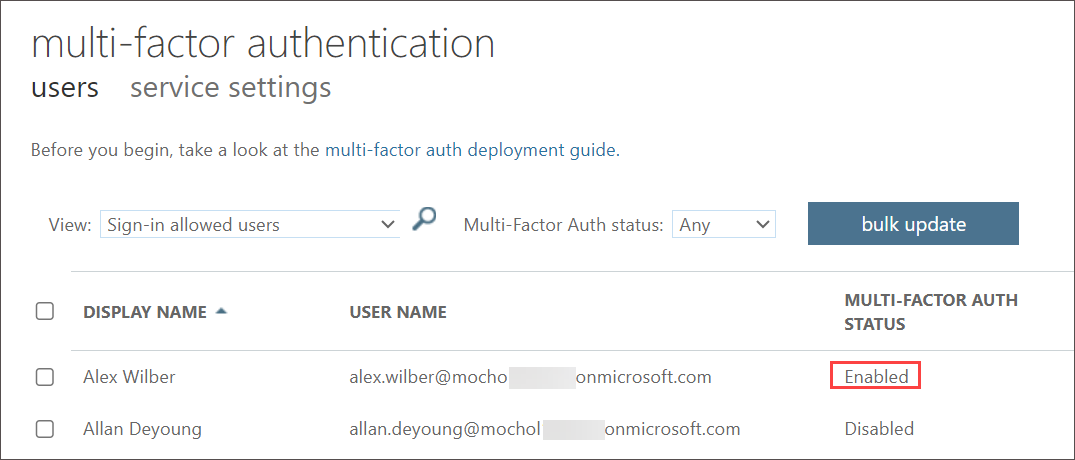 multi-factor authentication
users service settings
Before you begin, take a look at the multi-factor auth deployment guide.
View: Sign-in allowed users Multi-Factor Auth status: Any bulk update
DISPLAY NAME USER NAME MULTI-FACTOR AUTH STATUS
Alex Wilber alex.wilber@mocho onmicrosoft.com Enabled
Allan Deyoung allan.deyoung@mochol onmicrosoft.com Disabled